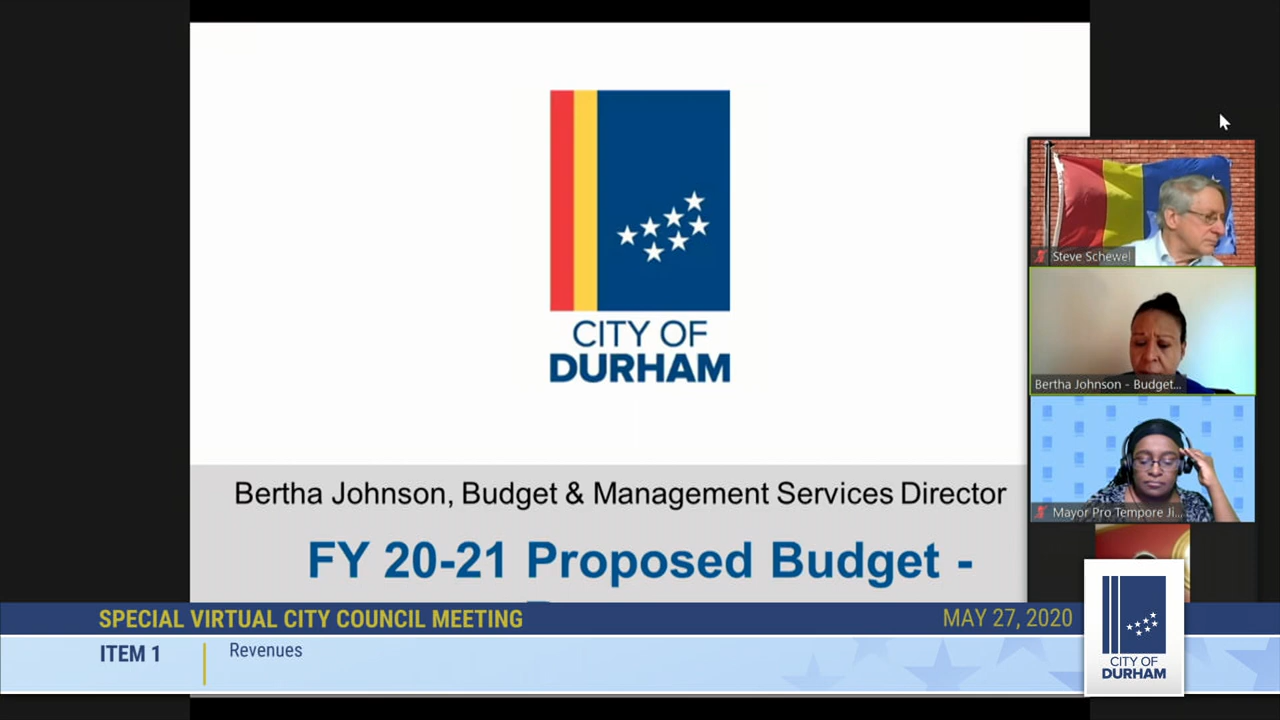 CITY OF
DURHAM
Bertha Johnson, Budget & Management Services Director
FY 20-21 Proposed Budget -
Steve Schewel
Bertha Johnson - Budget...
Mayor Pro Tempore Ji...
SPECIAL VIRTUAL CITY COUNCIL MEETING
MAY 27, 2020
ITEM 1
Revenues
CITY OF
DURHAM